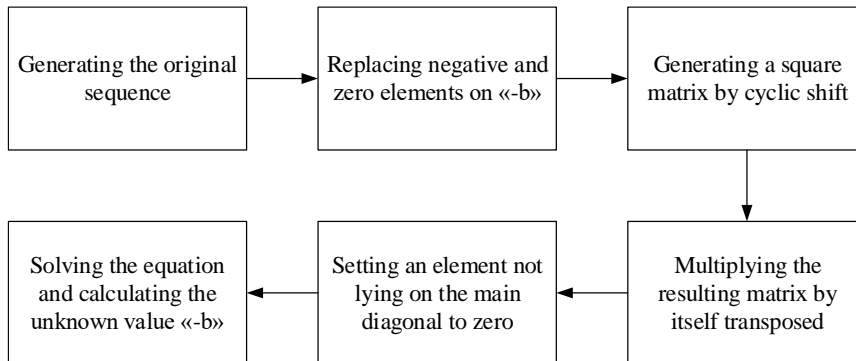 Generating the original
sequence
Replacing negative and
zero elements on «-b»
Generating a square
matrix by cyclic shift
Multiplying the
resulting matrix by
itself transposed
Setting an element not
lying on the main
diagonal to zero
Solving the equation
and calculating the
unknown value «-b»